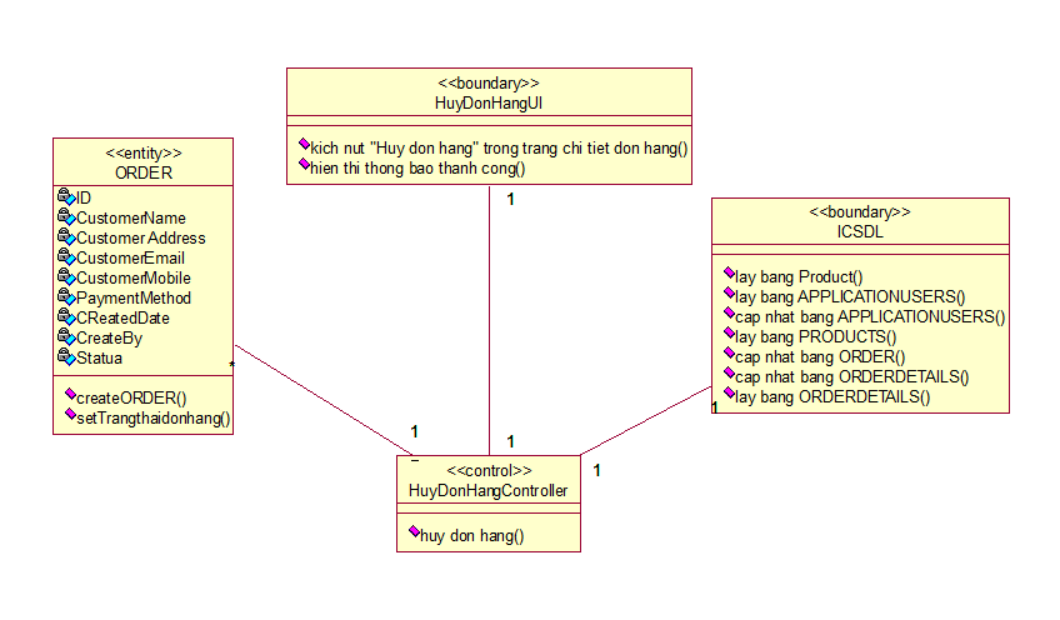 <<boundary>>
HuyDonHangUI
kich nut "Huy don hang" trong trang chi tiet don hang()
hien thi thong bao thanh cong()
1
<<entity>>
ORDER
ID
CustomerName
Customer Address
CustomerEmail
CustomerMobile
PaymentMethod
CReatedDate
CreateBy
Statua
createORDER()
setTrangthaidonhang()
*
<<boundary>>
ICSDL
lay bang Product()
lay bang APPLICATIONUSERS()
cap nhat bang APPLICATIONUSERS()
lay bang PRODUCTS()
cap nhat bang ORDER()
cap nhat bang ORDERDETAILS()
lay bang ORDERDETAILS()
1
1
1
1
<<control>>
HuyDonHangController
huy don hang()